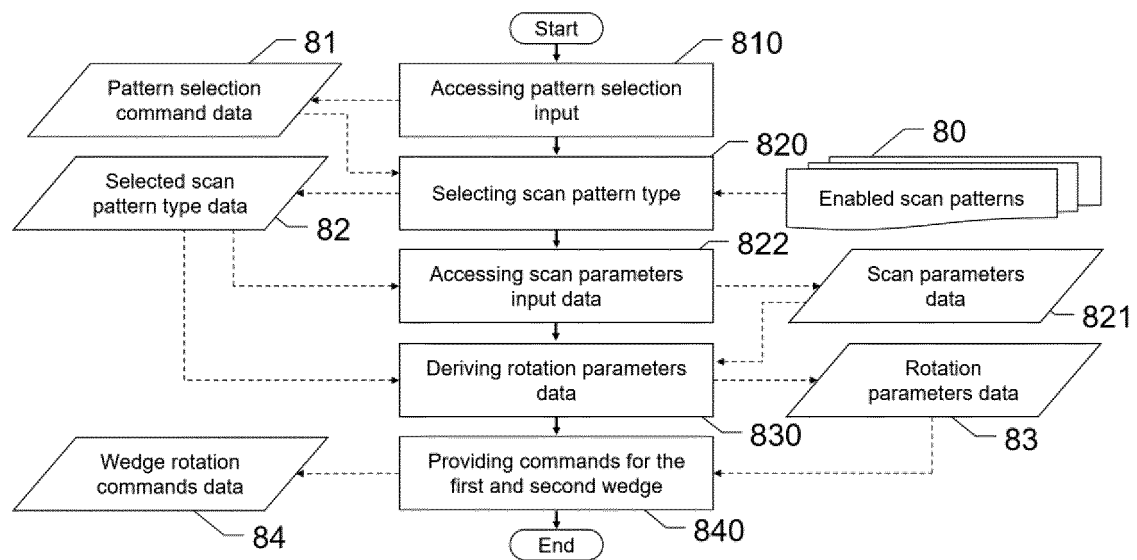 Start
81
810
Pattern selection
command data
Accessing pattern selection
input
820
80
Selected scan
pattern type data
Selecting scan pattern type
Enabled scan patterns
82
822
Accessing scan parameters
input data
Scan parameters
data
821
Deriving rotation parameters
data
Rotation
parameters data
830
83
Wedge rotation
commands data
Providing commands for the
first and second wedge
84
840
End